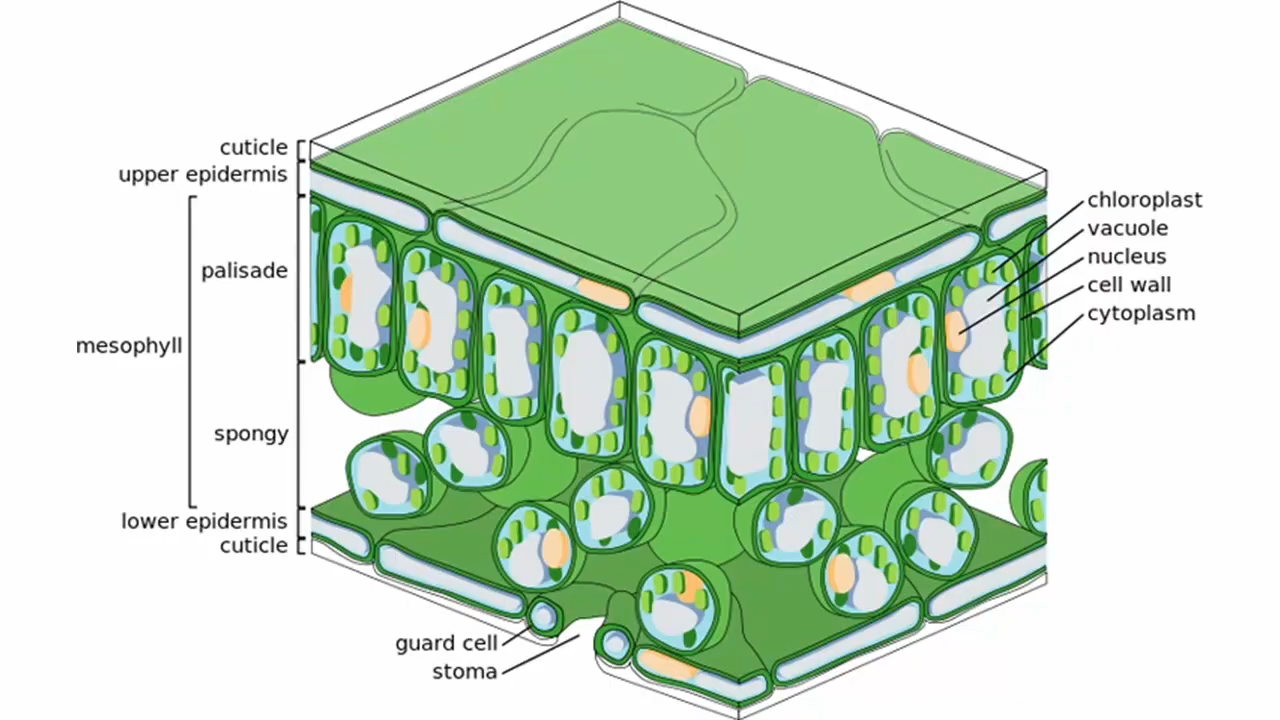 cuticle
upper epidermis
palisade
mesophyll
spongy
lower epidermis
cuticle
guard cell
stoma
chloroplast
vacuole
nucleus
cell wall
cytoplasm